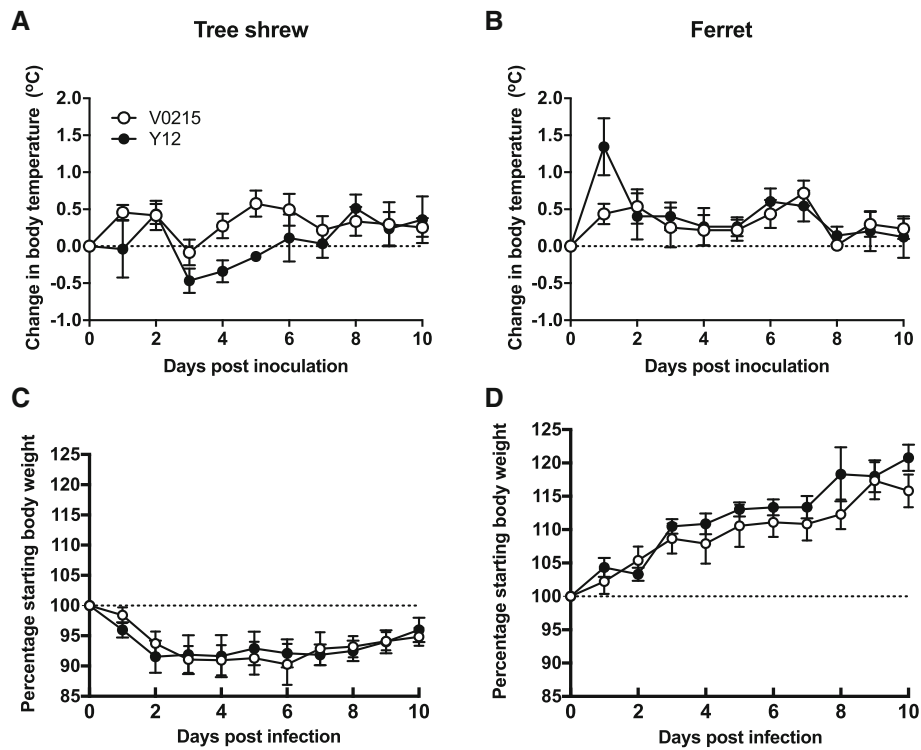 A
Tree shrew
B
Ferret
Change in body temperature (ºC)
2.0
1.5
1.0
0.5
0.0
-0.5
-1.0
V0215
Y12
0 2 4 6 8 10
Days post inoculation
Change in body temperature (ºC)
2.0
1.5
1.0
0.5
0.0
-0.5
-1.0
0 2 4 6 8 10
Days post inoculation
C
Percentage starting body weight
125
120
115
110
105
100
95
90
85
0 2 4 6 8 10
Days post infection
D
Percentage starting body weight
125
120
115
110
105
100
95
90
85
0 2 4 6 8 10
Days post infection